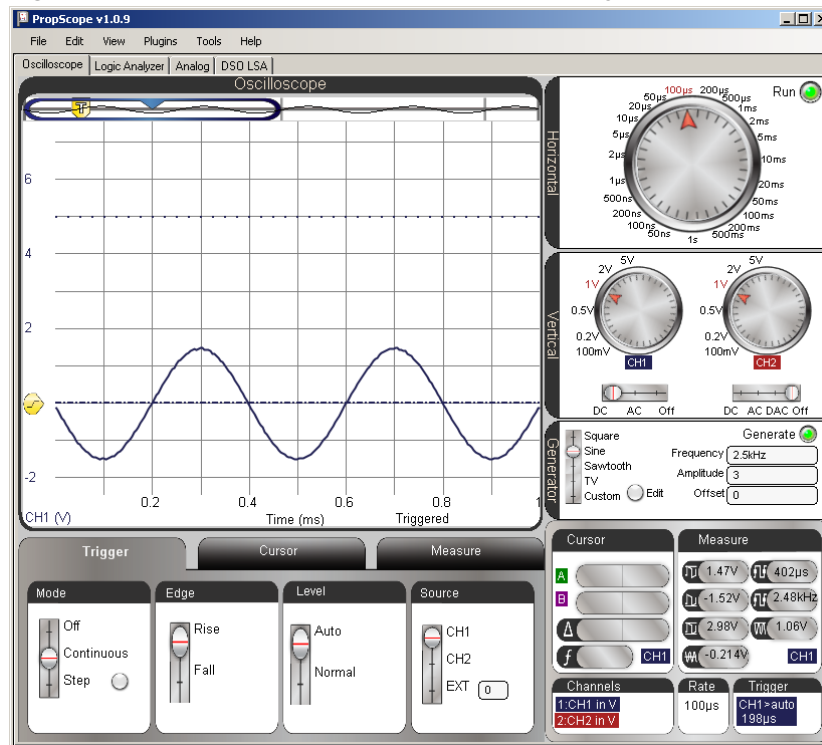 PropScope v1.0.9
File Edit View Plugins Tools Help
Oscilloscope Logic Analyzer Analog DSO LSA
Oscilloscope
T
6
4
2
-2
0.2 0.4 0.6 0.8 1
CH1 (V) Time (ms) Triggered
Horizontal
Run
50µs 100µs 200µs 500µs
20µs 1ms
10µs 2ms
5µs 5ms
2µs 10ms
1µs 20ms
500ns 50ms
200ns 100ms
100ns 200ms
50ns 1s 500ms
Vertical
2V 5V 2V 5V
1V 1V
0.5V 0.5V
0.2V 0.2V
100mV 100mV
CH1 CH2
DC AC Off DC AC DAC Off
Generator
Square Generate
Sine Frequency 2.5kHz
Sawtooth Amplitude 3
TV
Custom Edit Offset 0
Trigger Cursor Measure
Mode
Off
Continuous
Step
Edge
Rise
Fall
Level
Auto
Normal
Source
CH1
CH2
EXT 0
Cursor
A
B
Δ
f CH1
Measure
1.47V 402µs
-1.52V 2.48kHz
2.98V 1.06V
-0.214V CH1
Channels
1:CH1 in V
2:CH2 in V
Rate
100µs
Trigger
CH1>auto
198µs